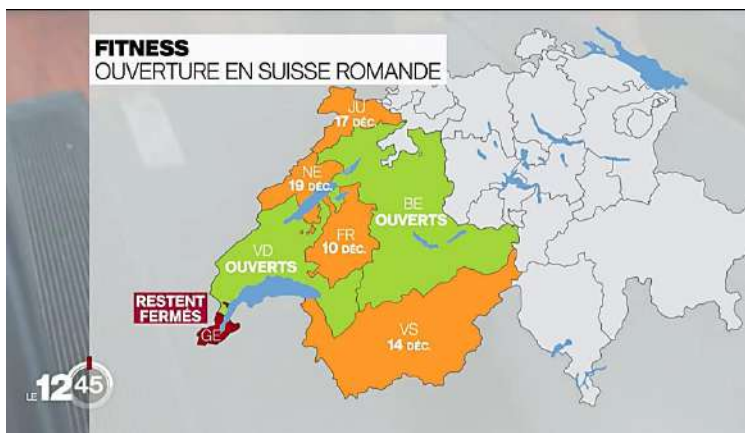 FITNESS
OUVERTURE EN SUISSE ROMANDE
JU
17 DÉC.
NE
19 DÉC.
BE
OUVERTS
FR
10 DÉC.
VD
OUVERTS
RESTENT
FERMÉS
GE
VS
14 DÉC.
LE 12 45